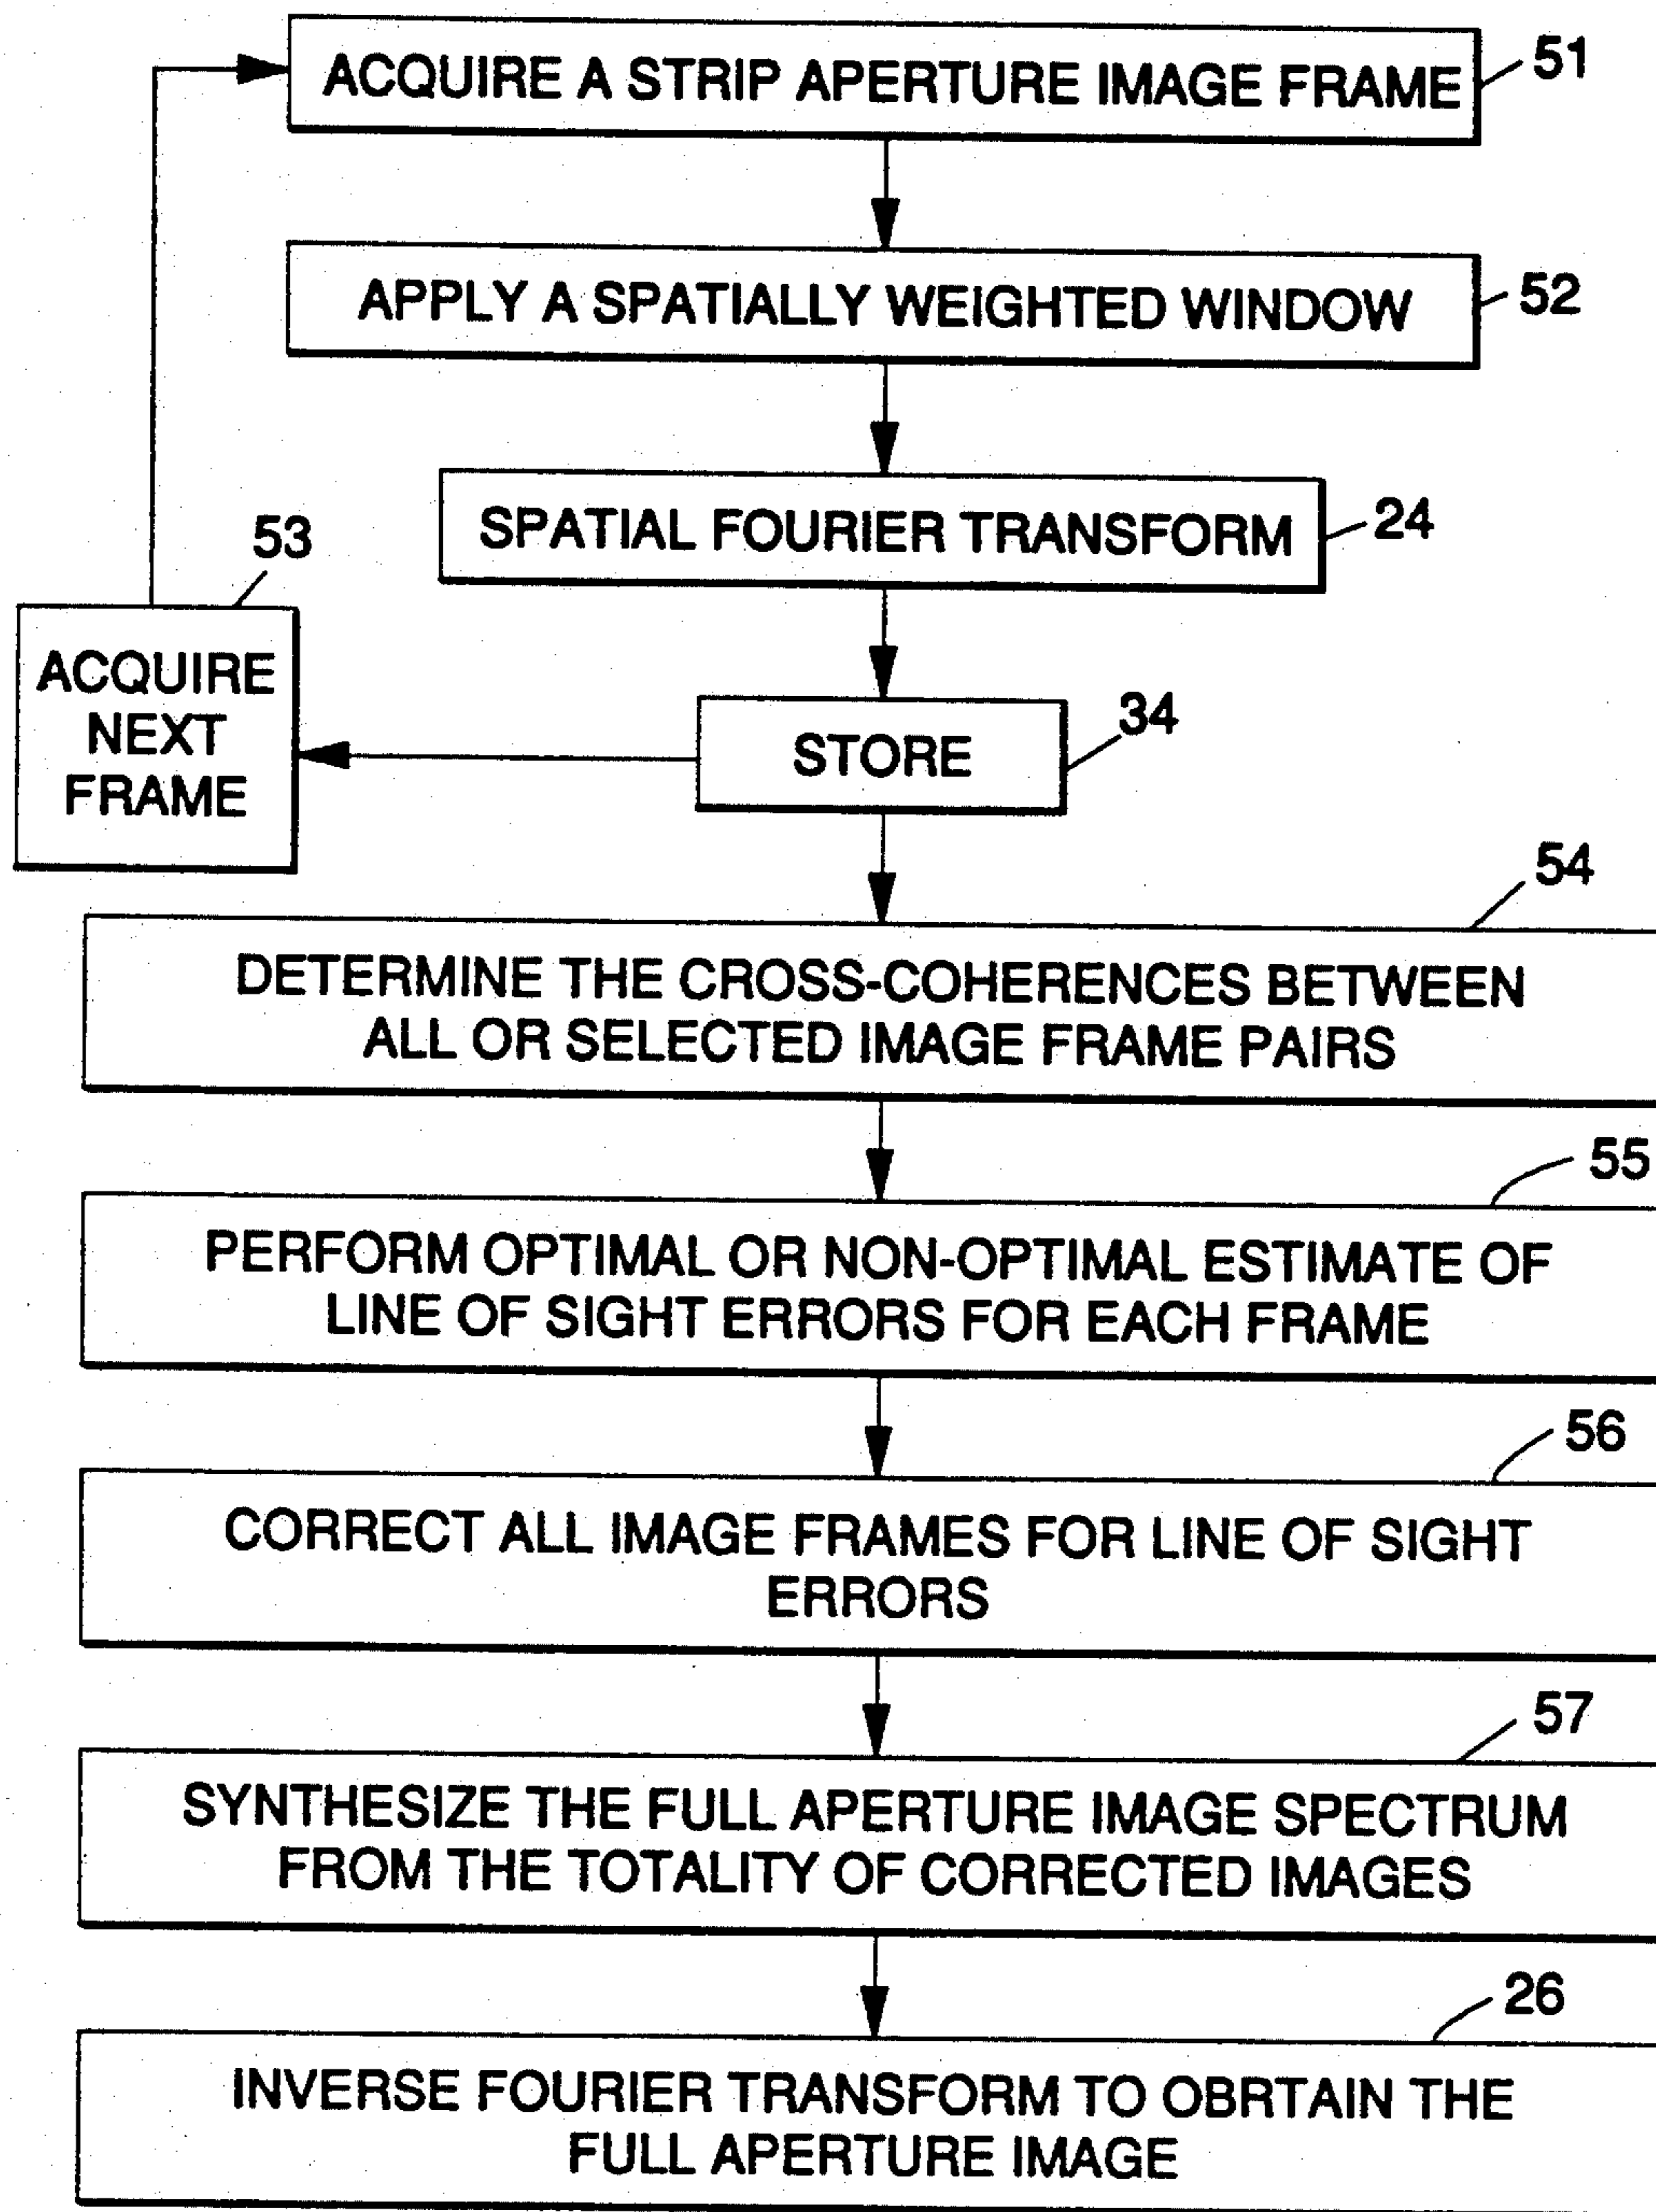 ACQUIRE A STRIP APERTURE IMAGE FRAME
51
APPLY A SPATIALLY WEIGHTED WINDOW
52
SPATIAL FOURIER TRANSFORM
24
53
ACQUIRE
NEXT
FRAME
STORE
34
54
DETERMINE THE CROSS-COHERENCES BETWEEN
ALL OR SELECTED IMAGE FRAME PAIRS
55
PERFORM OPTIMAL OR NON-OPTIMAL ESTIMATE OF
LINE OF SIGHT ERRORS FOR EACH FRAME
56
CORRECT ALL IMAGE FRAMES FOR LINE OF SIGHT
ERRORS
57
SYNTHESIZE THE FULL APERTURE IMAGE SPECTRUM
FROM THE TOTALITY OF CORRECTED IMAGES
26
INVERSE FOURIER TRANSFORM TO OBRTAIN THE
FULL APERTURE IMAGE